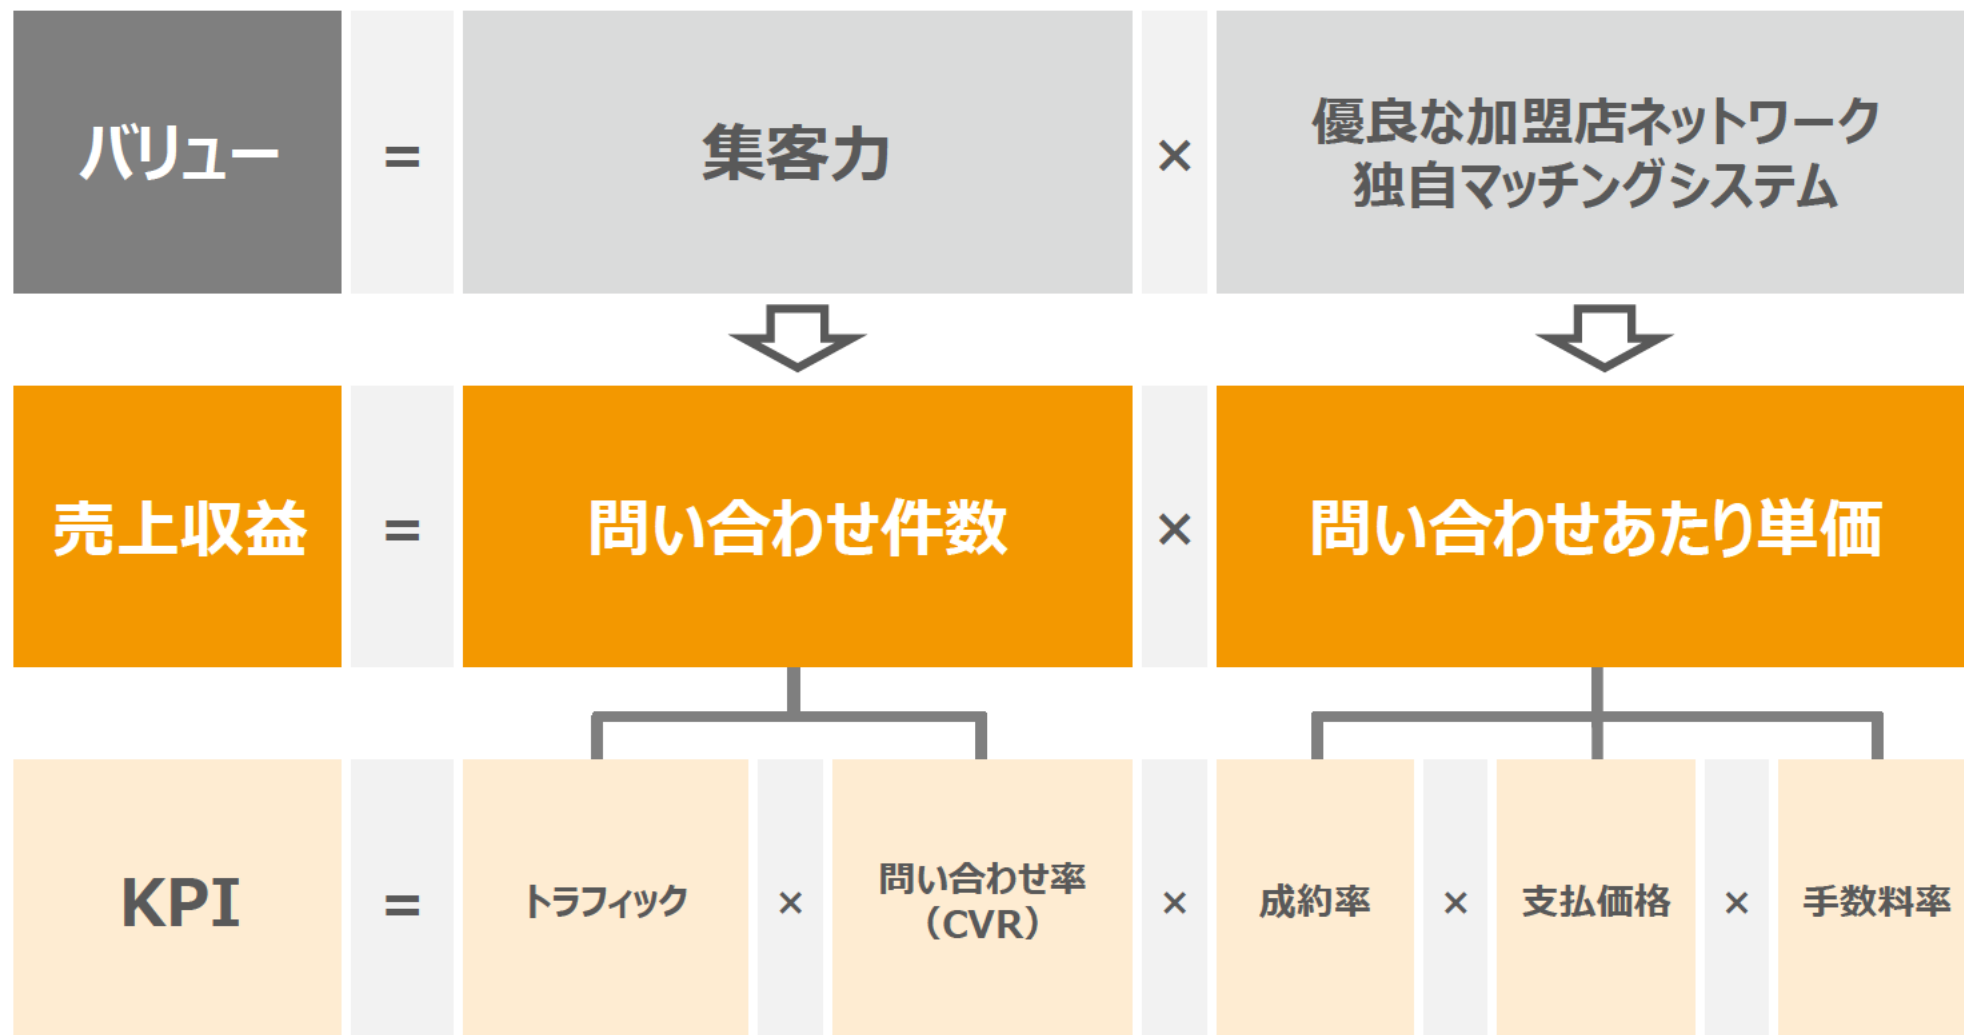 バリュー
=
集客力
×
優良な加盟店ネットワーク
独自マッチングシステム
売上収益
=
問い合わせ件数
×
問い合わせあたり単価
KPI
=
トラフィック
×
問い合わせ率
（CVR）
×
成約率
×
支払価格
×
手数料率